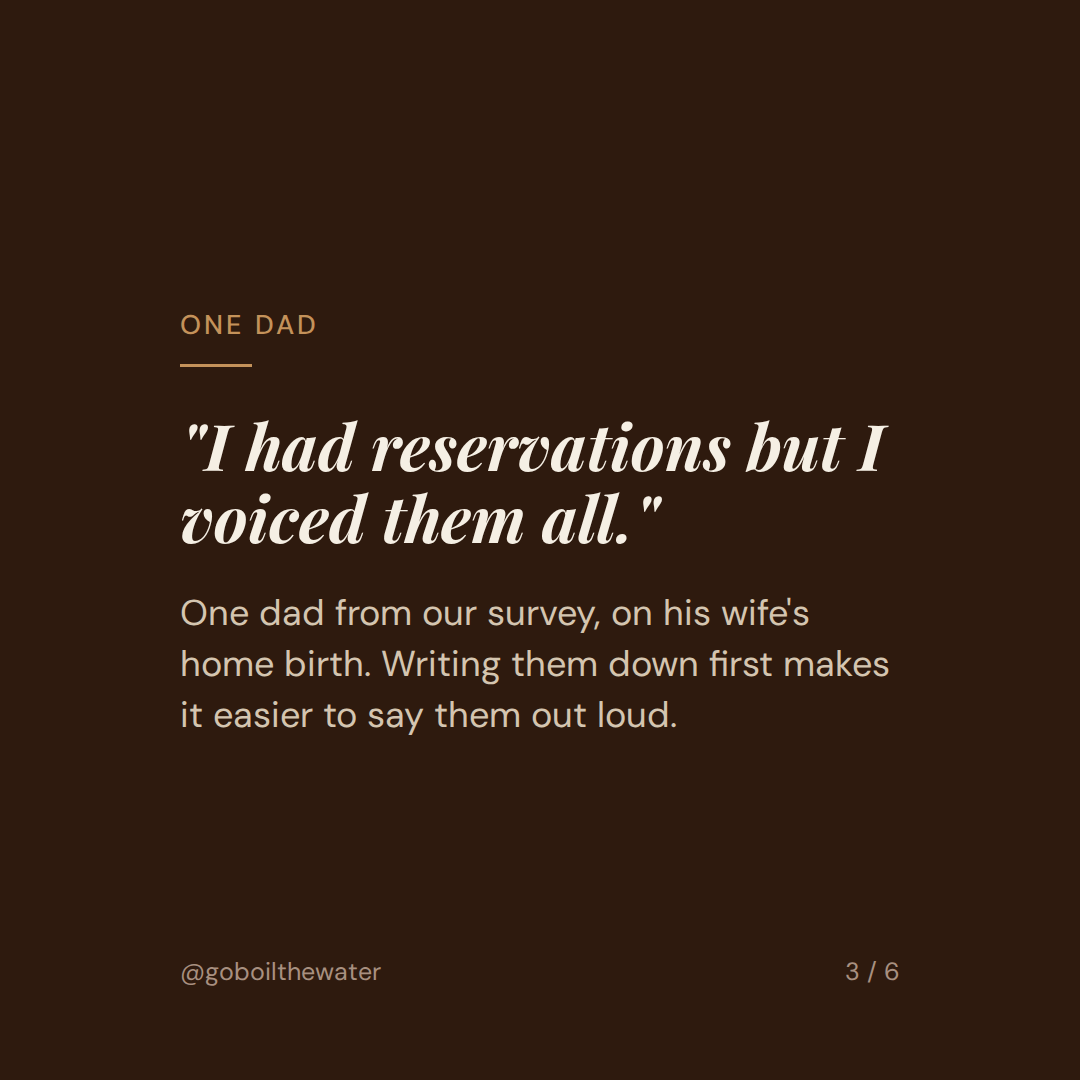 ONE DAD
"I had reservations but I
voiced them all."
One dad from our survey, on his wife's
home birth. Writing them down first makes
it easier to say them out loud.
@goboilthewater
3 / 6